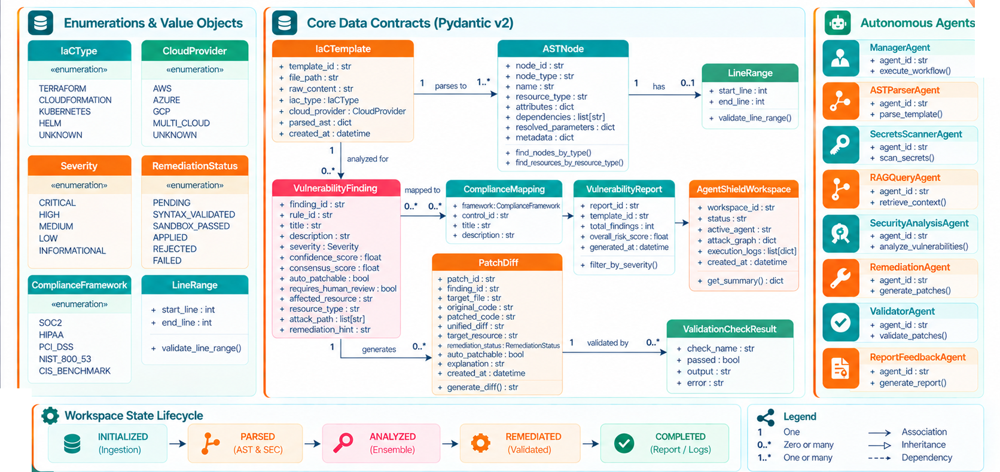 Enumerations & Value Objects
IaCType
«enumeration»
TERRAFORM
CLOUDFORMATION
KUBERNETES
HELM
UNKNOWN
CloudProvider
«enumeration»
AWS
AZURE
GCP
MULTI_CLOUD
UNKNOWN
Severity
«enumeration»
CRITICAL
HIGH
MEDIUM
LOW
INFORMATIONAL
RemediationStatus
«enumeration»
PENDING
SYNTAX_VALIDATED
SANDBOX_PASSED
APPLIED
REJECTED
FAILED
ComplianceFramework
«enumeration»
SOC2
HIPAA
PCI_DSS
NIST_800_53
CIS_BENCHMARK
LineRange
+ start_line : int
+ end_line : int
+ validate_line_range()
Core Data Contracts (Pydantic v2)
IaCTemplate
+ template_id : str
+ file_path : str
+ raw_content : str
+ iac_type : IaCType
+ cloud_provider : CloudProvider
+ parsed_ast : dict
+ created_at : datetime
1 parses to 1..*
ASTNode
+ node_id : str
+ node_type : str
+ name : str
+ resource_type : str
+ attributes : dict
+ dependencies : list[str]
+ resolved_parameters : dict
+ metadata : dict
+ find_nodes_by_type()
+ find_resources_by_resource_type()
1 has 0..1
LineRange
+ start_line : int
+ end_line : int
+ validate_line_range()
1
analyzed for
0..*
VulnerabilityFinding
+ finding_id : str
+ rule_id : str
+ title : str
+ description : str
+ severity : Severity
+ confidence_score : float
+ consensus_score : float
+ auto_patchable : bool
+ requires_human_review : bool
+ affected_resource : str
+ resource_type : str
+ attack_path : list[str]
+ remediation_hint : str
mapped to
0..* 0..*
ComplianceMapping
+ framework : ComplianceFramework
+ control_id : str
+ title : str
+ description : str
VulnerabilityReport
+ report_id : str
+ template_id : str
+ total_findings : int
+ overall_risk_score : float
+ generated_at : datetime
+ filter_by_severity()
AgentShieldWorkspace
+ workspace_id : str
+ status : str
+ active_agent : str
+ attack_graph : dict
+ execution_logs : list[dict]
+ created_at : datetime
+ get_summary() : dict
1 generates 0..*
PatchDiff
+ patch_id : str
+ finding_id : str
+ target_file : str
+ original_code : str
+ patched_code : str
+ unified_diff : str
+ target_resource : str
+ remediation_status : RemediationStatus
+ auto_patchable : bool
+ explanation : str
+ created_at : datetime
+ generate_diff() : str
1 validated by 0..*
ValidationCheckResult
+ check_name : str
+ passed : bool
+ output : str
+ error : str
Autonomous Agents
ManagerAgent
+ agent_id : str
+ execute_workflow()
ASTParserAgent
+ agent_id : str
+ parse_template()
SecretsScannerAgent
+ agent_id : str
+ scan_secrets()
RAGQueryAgent
+ agent_id : str
+ retrieve_context()
SecurityAnalysisAgent
+ agent_id : str
+ analyze_vulnerabilities()
RemediationAgent
+ agent_id : str
+ generate_patches()
ValidatorAgent
+ agent_id : str
+ validate_patches()
ReportFeedbackAgent
+ agent_id : str
+ generate_report()
Workspace State Lifecycle
INITIALIZED
(Ingestion)
PARSED
(AST & SEC)
ANALYZED
(Ensemble)
REMEDIATED
(Validated)
COMPLETED
(Report / Logs)
Legend
1 One
0..* Zero or many
1..* One or many
Association
Inheritance
Dependency